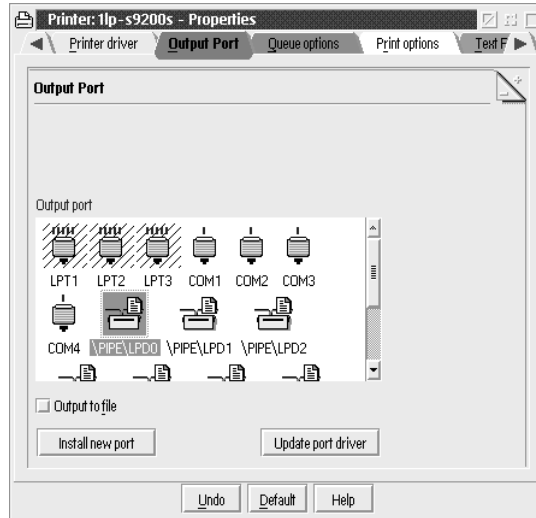 Printer: 1lp-s9200s - Properties
Printer driver Output Port Queue options Print options Text F
Output Port
Output port
LPT1 LPT2 LPT3 COM1 COM2 COM3
COM4 \PIPE\LPD0 \PIPE\LPD1 \PIPE\LPD2
Output to file
Install new port Update port driver
Undo Default Help